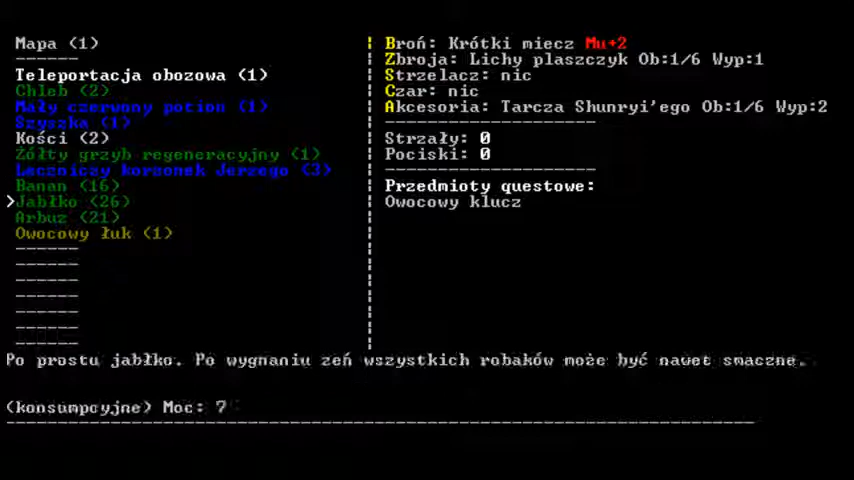 Mapa (1)
------
Teleportacja obozowa (1)
Chleb (2)
Mały czerwony potion (1)
Szyszka (1)
Kości (2)
Żółty grzyb regeneracyjny (1)
Leczniczy korzonek Jerzego (3)
Banan (16)
>Jabłko (26)
Arbuz (21)
Owocowy łuk (1)
------
------
------
------
------
------
------
Broń: Krótki miecz Mu+2
Zbroja: Lichy plaszczyk Ob:1/6 Wyp:1
Strzelacz: nic
Czar: nic
Akcesoria: Tarcza Shunryi'ego Ob:1/6 Wyp:2
--------------------
Strzały: 0
Pociski: 0
--------------------
Przedmioty questowe:
Owocowy klucz
Po prostu jabłko. Po wygnaniu zeń wszystkich robaków może być nawet smaczne.
(konsumpcyjne) Moc: 7